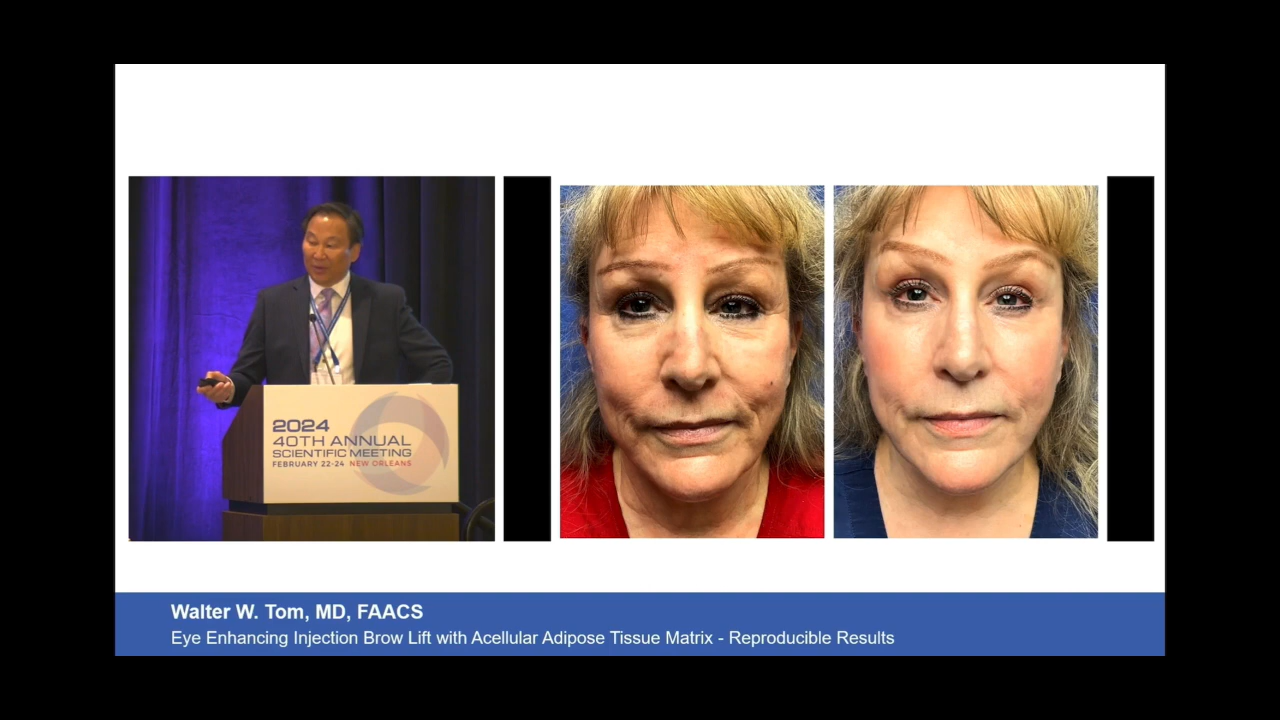 2024
40TH ANNUAL
SCIENTIFIC MEETING
FEBRUARY 22-24 NEW ORLEANS
Walter W. Tom, MD, FAACS
Eye Enhancing Injection Brow Lift with Acellular Adipose Tissue Matrix - Reproducible Results